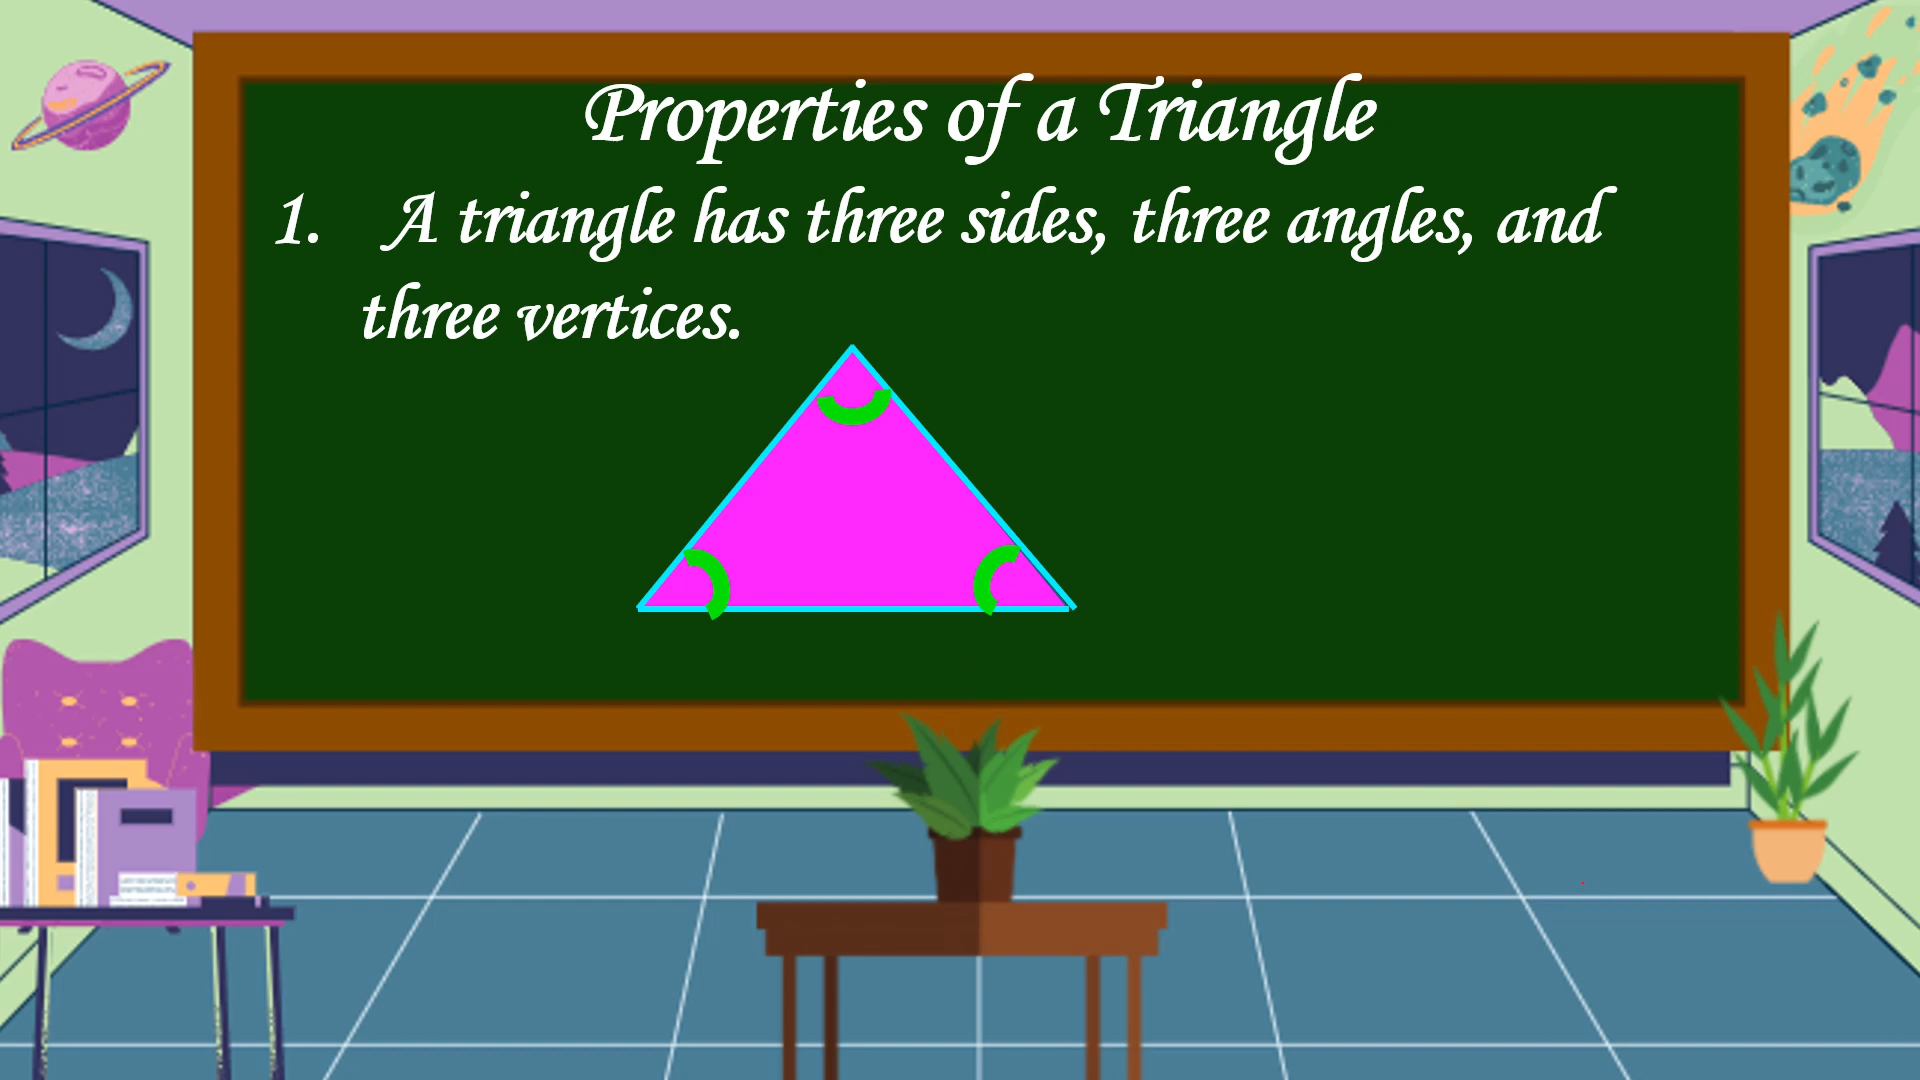 Properties of a Triangle
1. A triangle has three sides, three angles, and
three vertices.